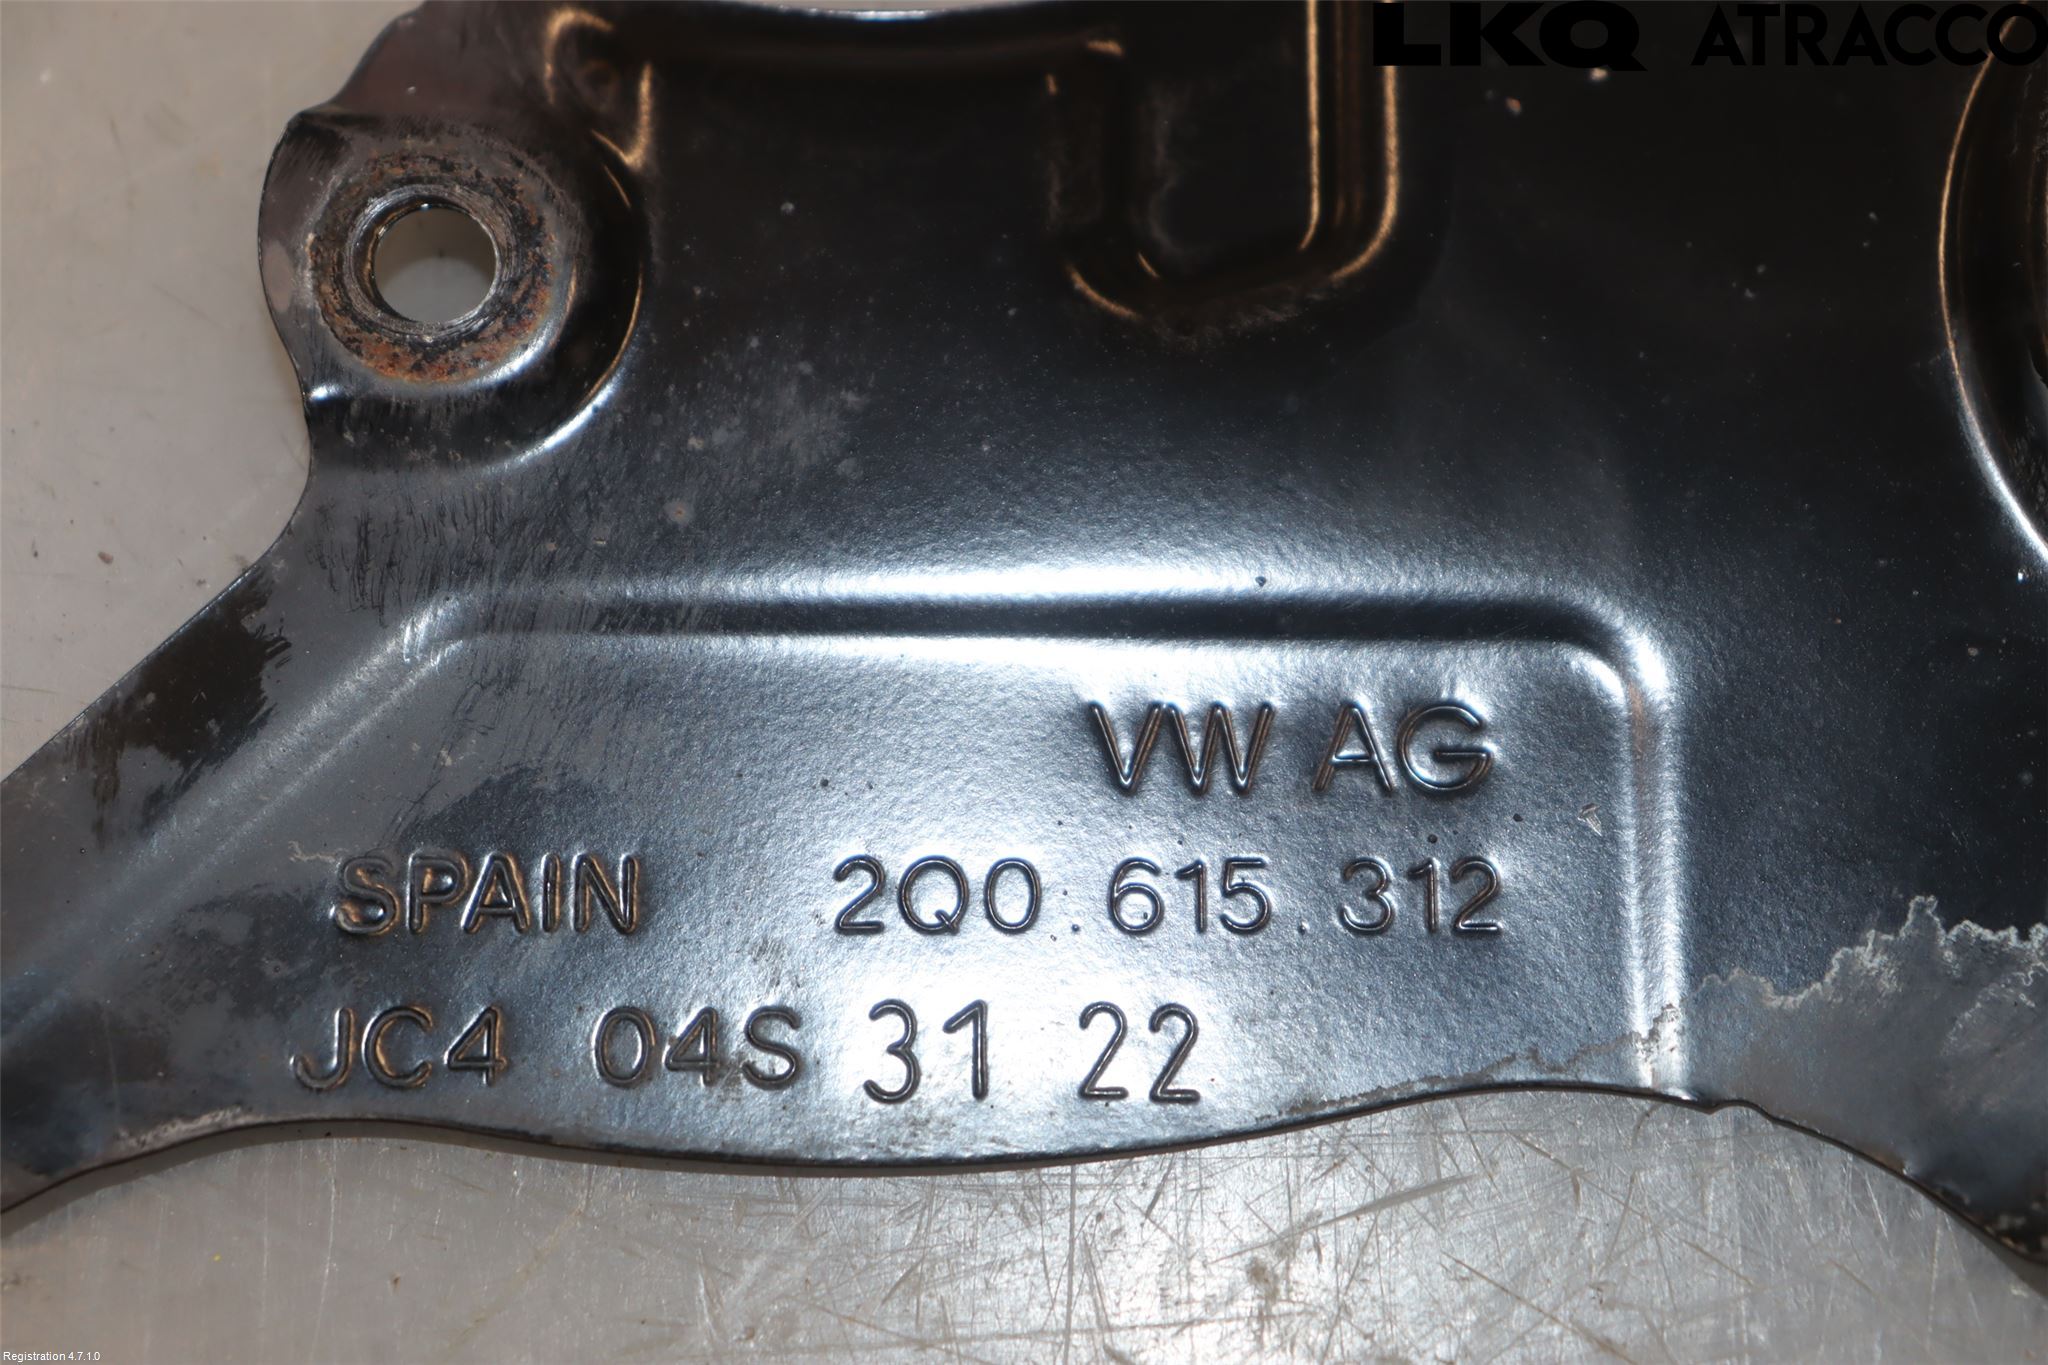 LKQ ATRACCO
VW AG
SPAIN 2Q0.615.312
JC4 04S 31 22
Registration 4.7.1.0